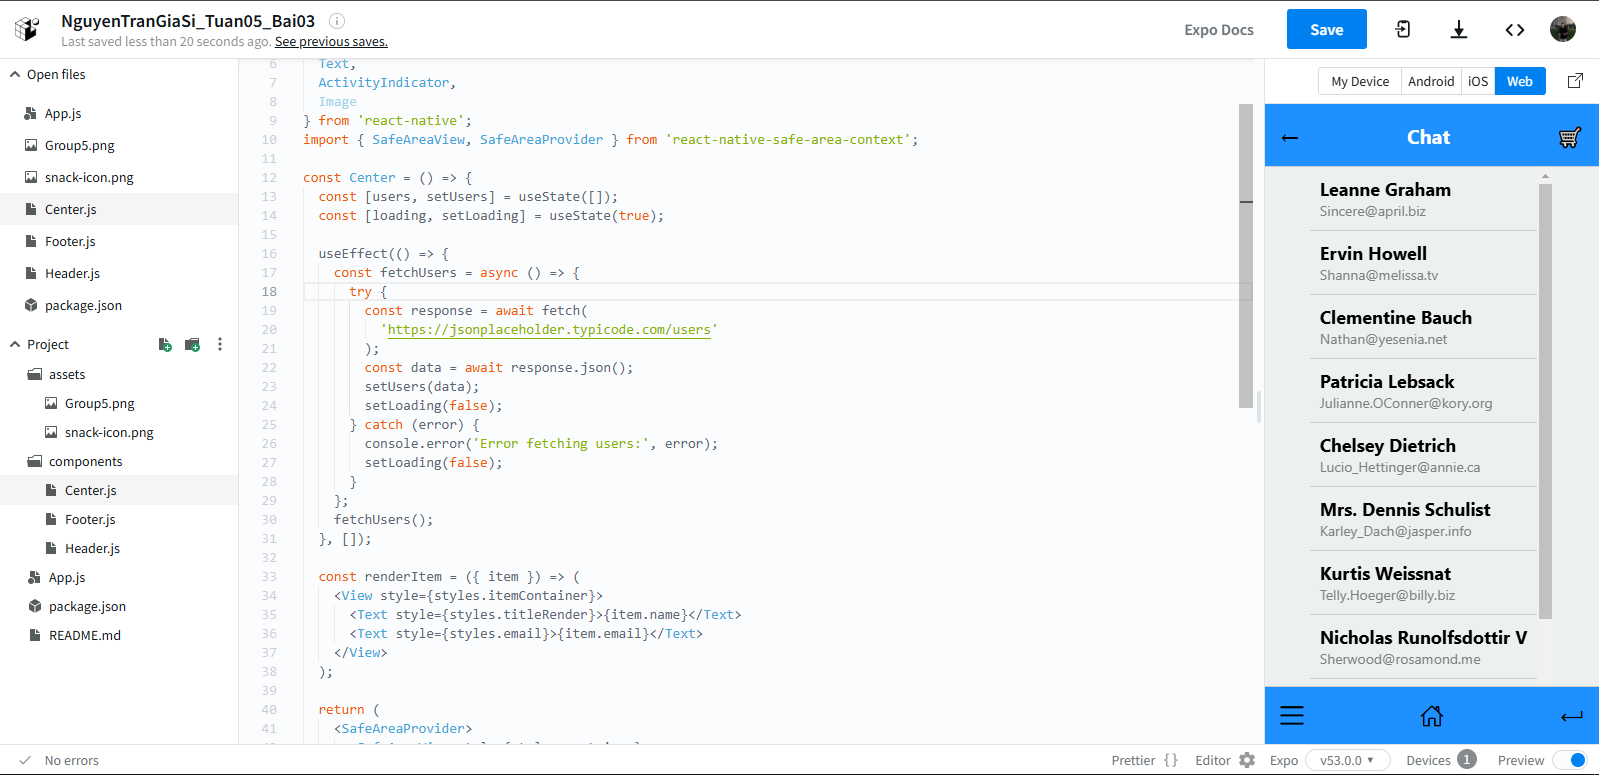 NguyenTranGiaSi_Tuan05_Bai03
Last saved less than 20 seconds ago. See previous saves.
Expo Docs
Save
Open files
App.js
Group5.png
snack-icon.png
Center.js
Footer.js
Header.js
package.json
Project
assets
Group5.png
snack-icon.png
components
Center.js
Footer.js
Header.js
App.js
package.json
README.md
6 Text,
7 ActivityIndicator,
8 Image
9 } from 'react-native';
10 import { SafeAreaView, SafeAreaProvider } from 'react-native-safe-area-context';
11
12 const Center = () => {
13 const [users, setUsers] = useState([]);
14 const [loading, setLoading] = useState(true);
15
16 useEffect(() => {
17 const fetchUsers = async () => {
18 try {
19 const response = await fetch(
20 'https://jsonplaceholder.typicode.com/users'
21 );
22 const data = await response.json();
23 setUsers(data);
24 setLoading(false);
25 } catch (error) {
26 console.error('Error fetching users:', error);
27 setLoading(false);
28 }
29 };
30 fetchUsers();
31 }, []);
32
33 const renderItem = ({ item }) => (
34 <View style={styles.itemContainer}>
35 <Text style={styles.titleRender}>{item.name}</Text>
36 <Text style={styles.email}>{item.email}</Text>
37 </View>
38 );
39
40 return (
41 <SafeAreaProvider>
My Device
Android
iOS
Web
Chat
Leanne Graham
Sincere@april.biz
Ervin Howell
Shanna@melissa.tv
Clementine Bauch
Nathan@yesenia.net
Patricia Lebsack
Julianne.OConner@kory.org
Chelsey Dietrich
Lucio_Hettinger@annie.ca
Mrs. Dennis Schulist
Karley_Dach@jasper.info
Kurtis Weissnat
Telly.Hoeger@billy.biz
Nicholas Runolfsdottir V
Sherwood@rosamond.me
No errors
Prettier { }
Editor
Expo
v53.0.0
Devices 1
Preview